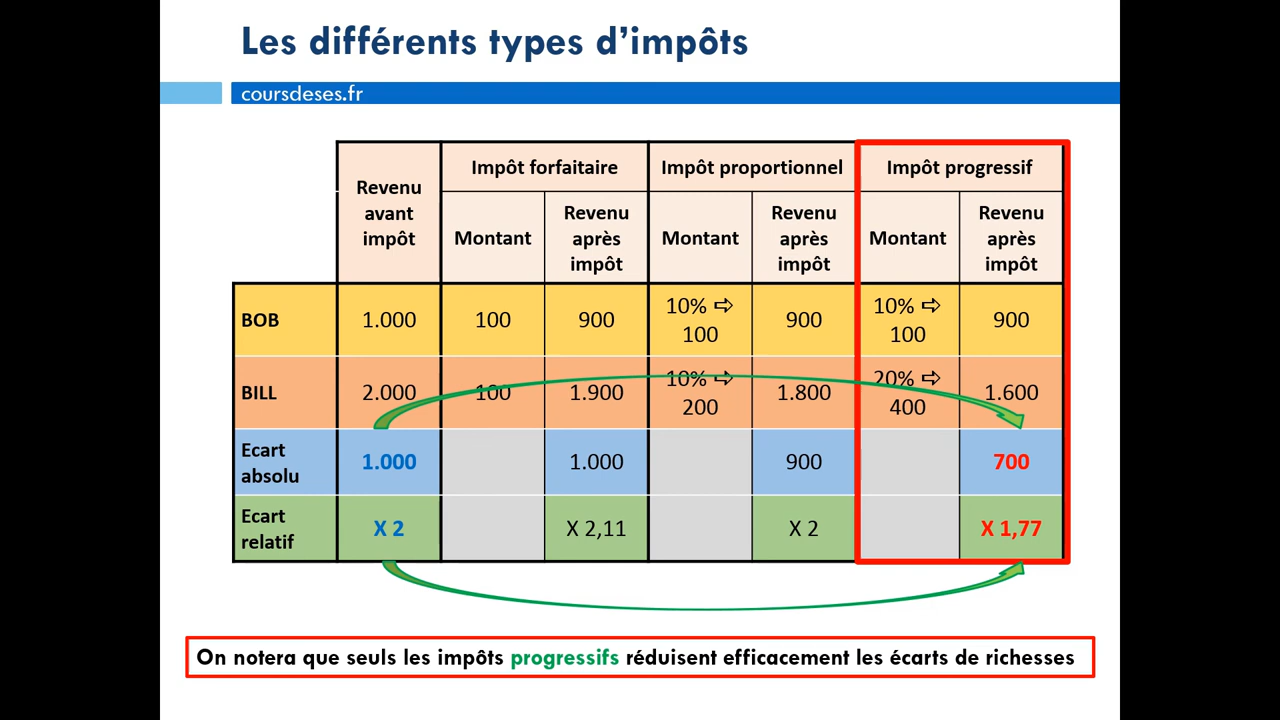 Les différents types d'impôts
coursdeses.fr
Revenu
avant
impôt
Impôt forfaitaire
Impôt proportionnel
Impôt progressif
Montant
Revenu
après
impôt
Montant
Revenu
après
impôt
Montant
Revenu
après
impôt
BOB
1.000
100
900
10% ⇨
100
900
10% ⇨
100
900
BILL
2.000
100
1.900
10% ⇨
200
1.800
20% ⇨
400
1.600
Ecart
absolu
1.000
1.000
900
700
Ecart
relatif
X 2
X 2,11
X 2
X 1,77
On notera que seuls les impôts progressifs réduisent efficacement les écarts de richesses